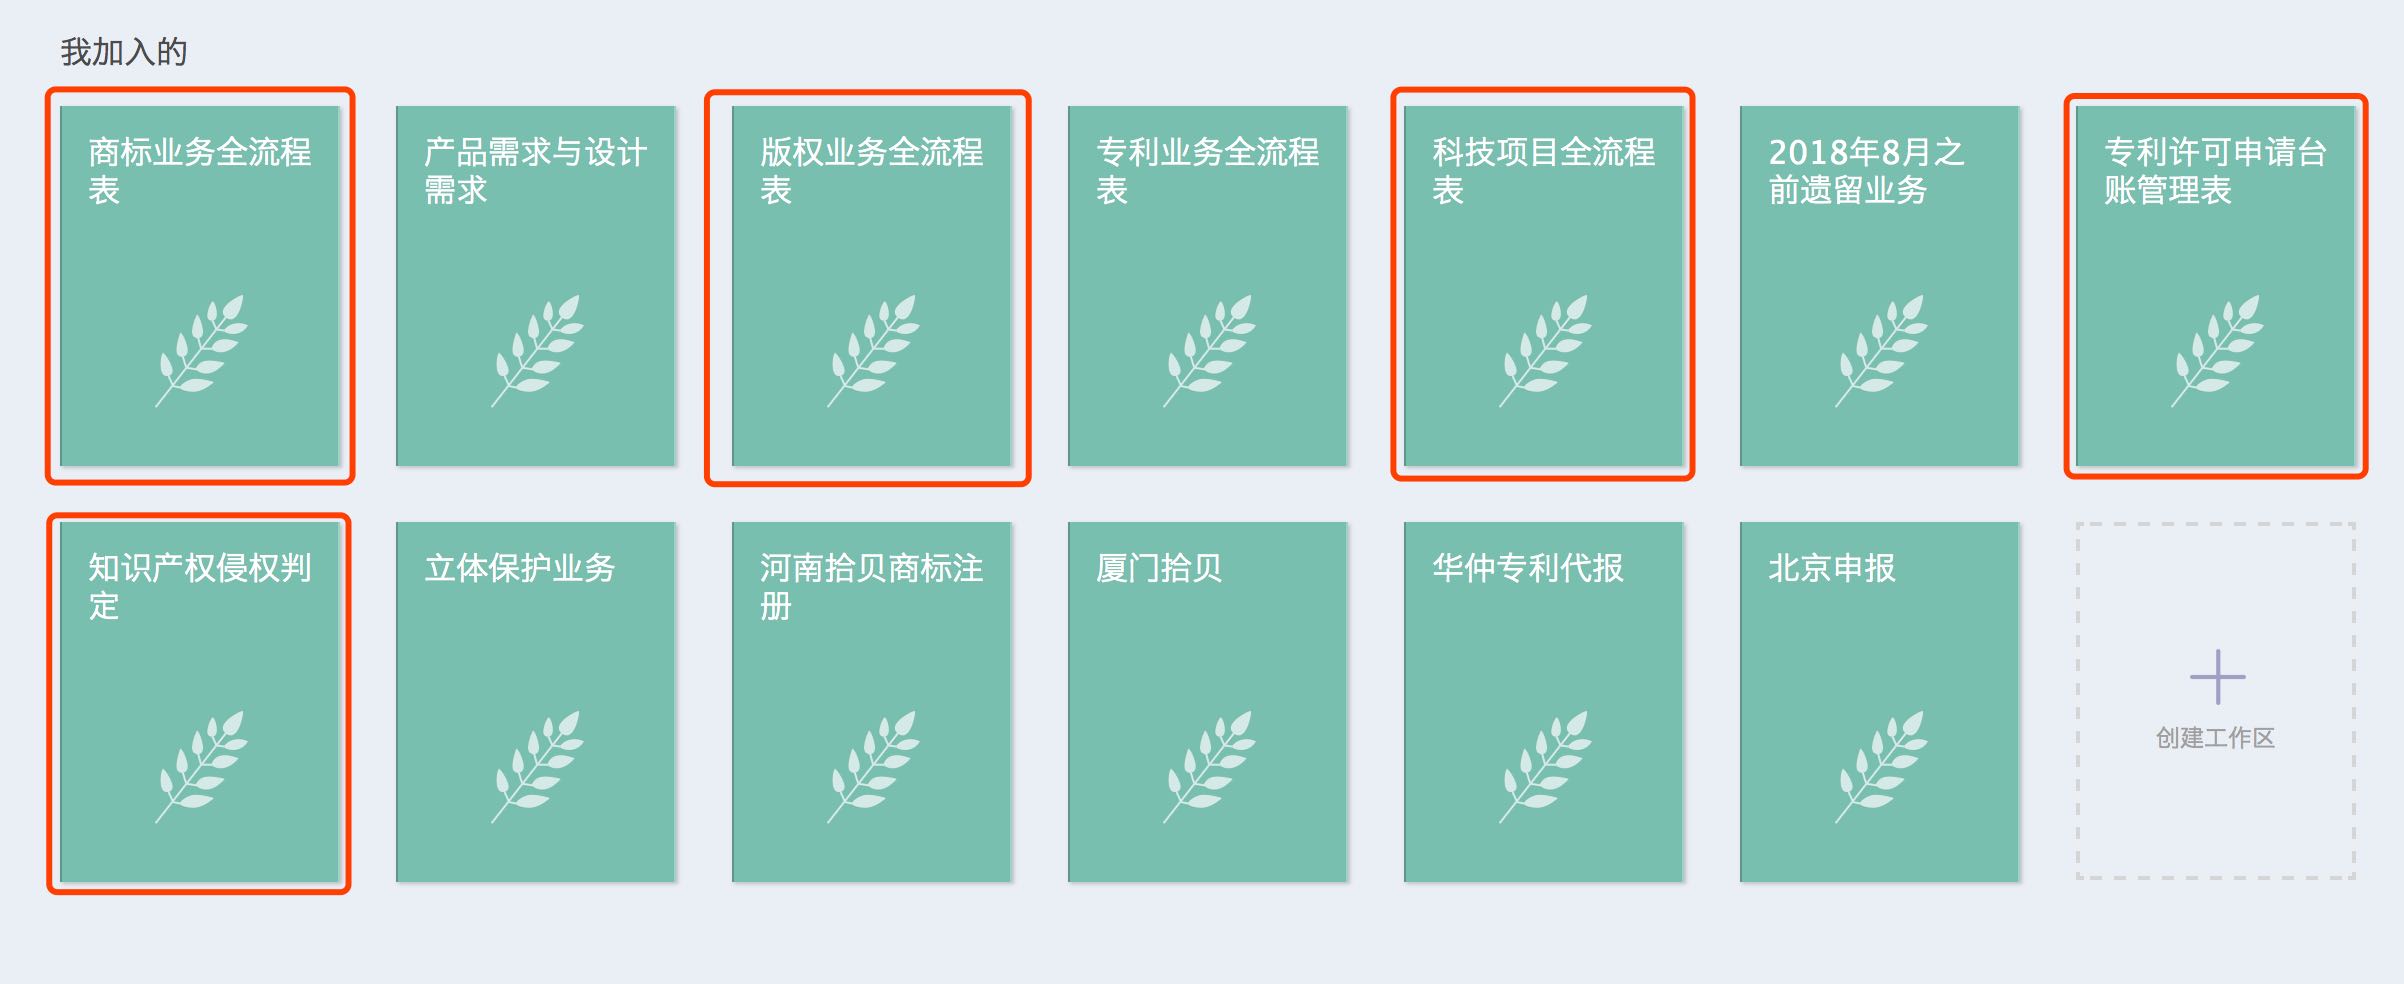 我加入的
商标业务全流程
表
产品需求与设计
需求
版权业务全流程
表
专利业务全流程
表
科技项目全流程
表
2018年8月之
前遗留业务
专利许可申请台
账管理表
知识产权侵权判
定
立体保护业务
河南拾贝商标注
册
厦门拾贝
华仲专利代报
北京申报
创建工作区